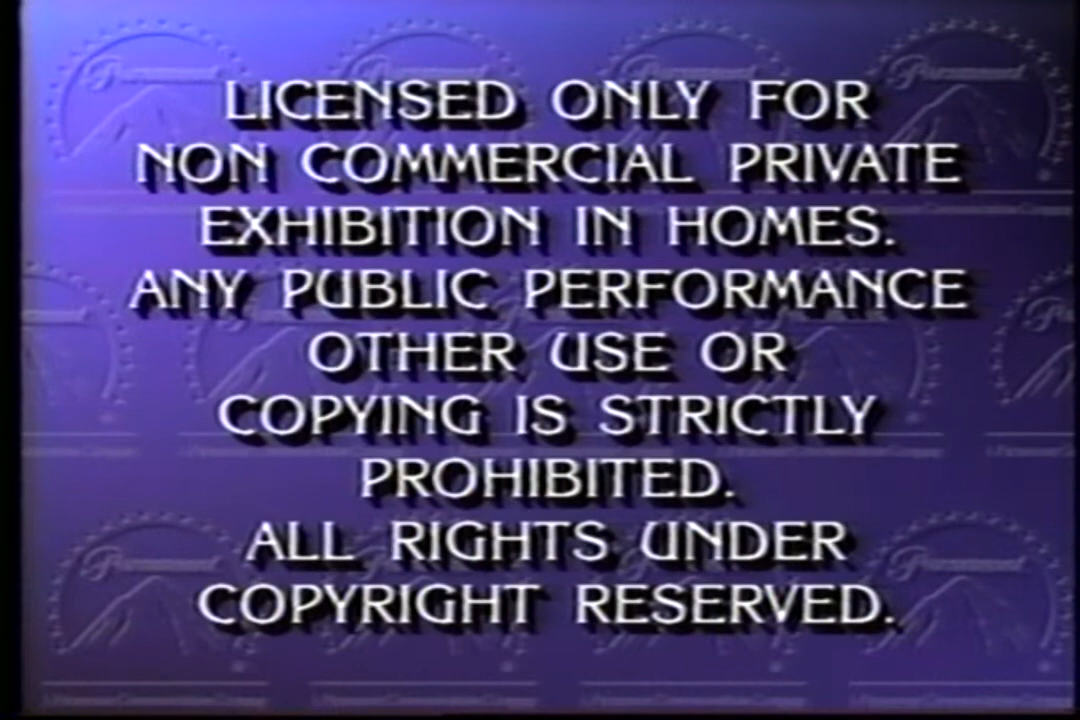 LICENSED ONLY FOR
NON COMMERCIAL PRIVATE
EXHIBITION IN HOMES.
ANY PUBLIC PERFORMANCE
OTHER USE OR
COPYING IS STRICTLY
PROHIBITED.
ALL RIGHTS UNDER
COPYRIGHT RESERVED.